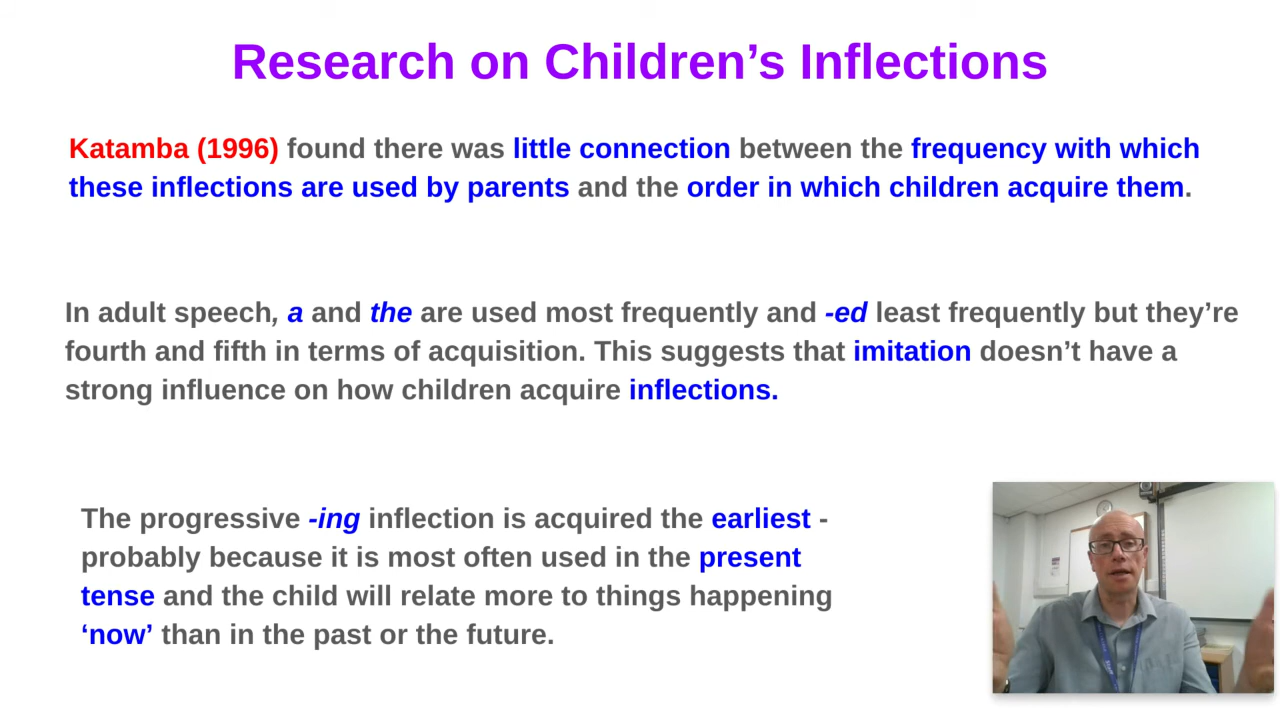 Research on Children’s Inflections
Katamba (1996) found there was little connection between the frequency with which
these inflections are used by parents and the order in which children acquire them.
In adult speech, a and the are used most frequently and -ed least frequently but they’re
fourth and fifth in terms of acquisition. This suggests that imitation doesn’t have a
strong influence on how children acquire inflections.
The progressive -ing inflection is acquired the earliest -
probably because it is most often used in the present
tense and the child will relate more to things happening
‘now’ than in the past or the future.